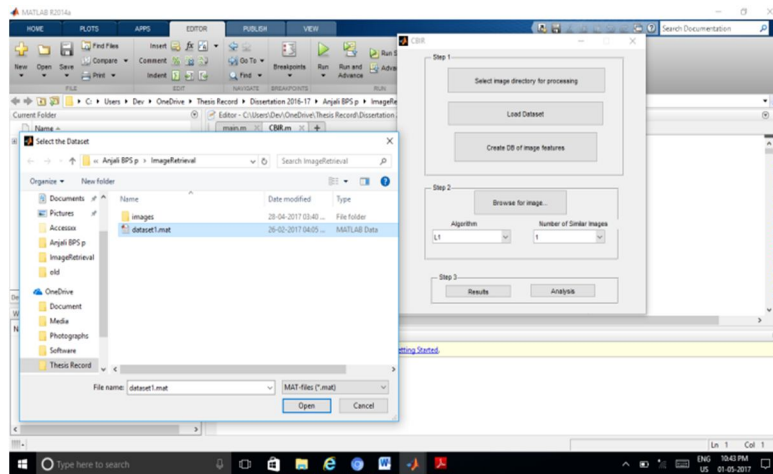 MATLAB R2014a
HOME PLOTS APPS EDITOR PUBLISH VIEW
Search Documentation
New Open Save Find Files Compare Print
Insert Comment Indent
Go To Find
Breakpoints Run Run and Advance
FILE EDIT NAVIGATE BREAKPOINTS RUN
C: Users Dev OneDrive Thesis Record Dissertation 2016-17 Anjali BPS p
Current Folder
Editor - C:\Users\Dev\OneDrive\Thesis Record\Dissertation
Name
main.m CBIR.m
Select the Dataset
Anjali BPS p ImageRetrieval
Search ImageRetrieval
Organize New folder
Documents
Pictures
Accesxxx
Anjali BPS p
ImageRetrieval
old
OneDrive
Document
Media
Photographs
Software
Thesis Record
Name Date modified Type
images 28-04-2017 03:40 ... File folder
dataset1.mat 26-02-2017 04:05 ... MATLAB Data
File name: dataset1.mat
MAT-files (*.mat)
Open Cancel
CBIR
Step 1
Select image directory for processing
Load Dataset
Create DB of image features
Step 2
Browse for image...
Algorithm Number of Similar Images
L1 1
Step 3
Results Analysis
etting Started.
Ln 1 Col 1
Type here to search
ENG 10:43 PM
US 01-05-2017